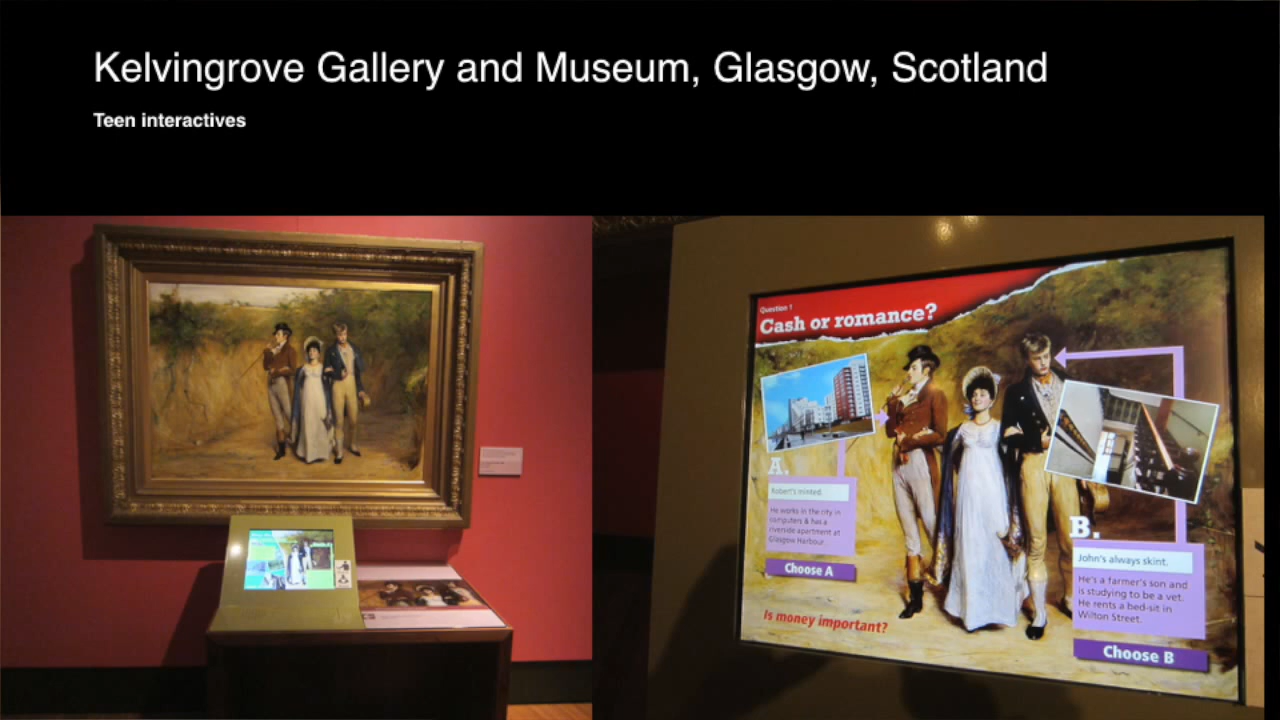 Kelvingrove Gallery and Museum, Glasgow, Scotland
Teen interactives
Question 1
Cash or romance?
A.
Robert's minted.
He works in the city in
computers & has a
riverside apartment at
Glasgow Harbour.
Choose A
Is money important?
B.
John's always skint.
He's a farmer's son and
is studying to be a vet.
He rents a bed-sit in
Wilton Street.
Choose B